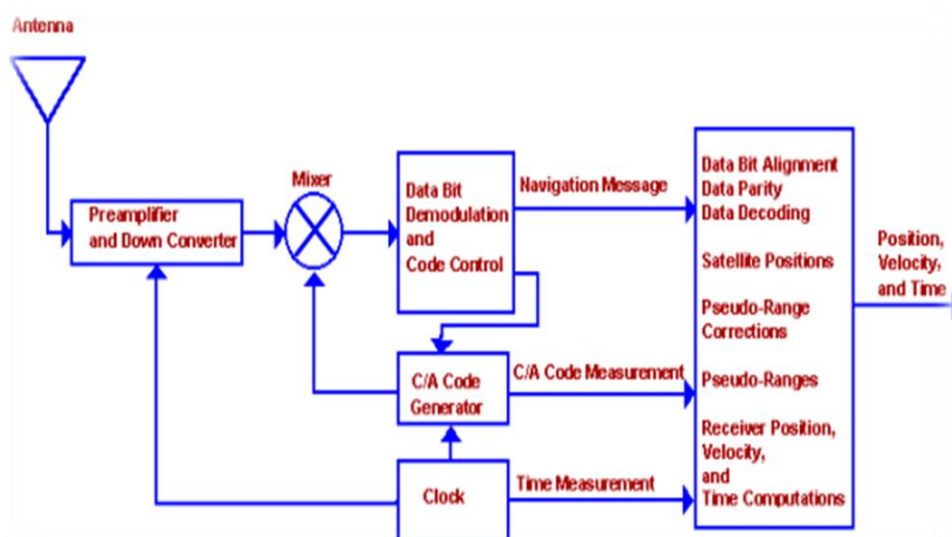 Antenna
Preamplifier
and Down Converter
Mixer
Data Bit
Demodulation
and
Code Control
Navigation Message
C/A Code
Generator
C/A Code Measurement
Clock
Time Measurement
Data Bit Alignment
Data Parity
Data Decoding
Satellite Positions
Pseudo-Range
Corrections
Pseudo-Ranges
Receiver Position,
Velocity,
and
Time Computations
Position,
Velocity,
and Time